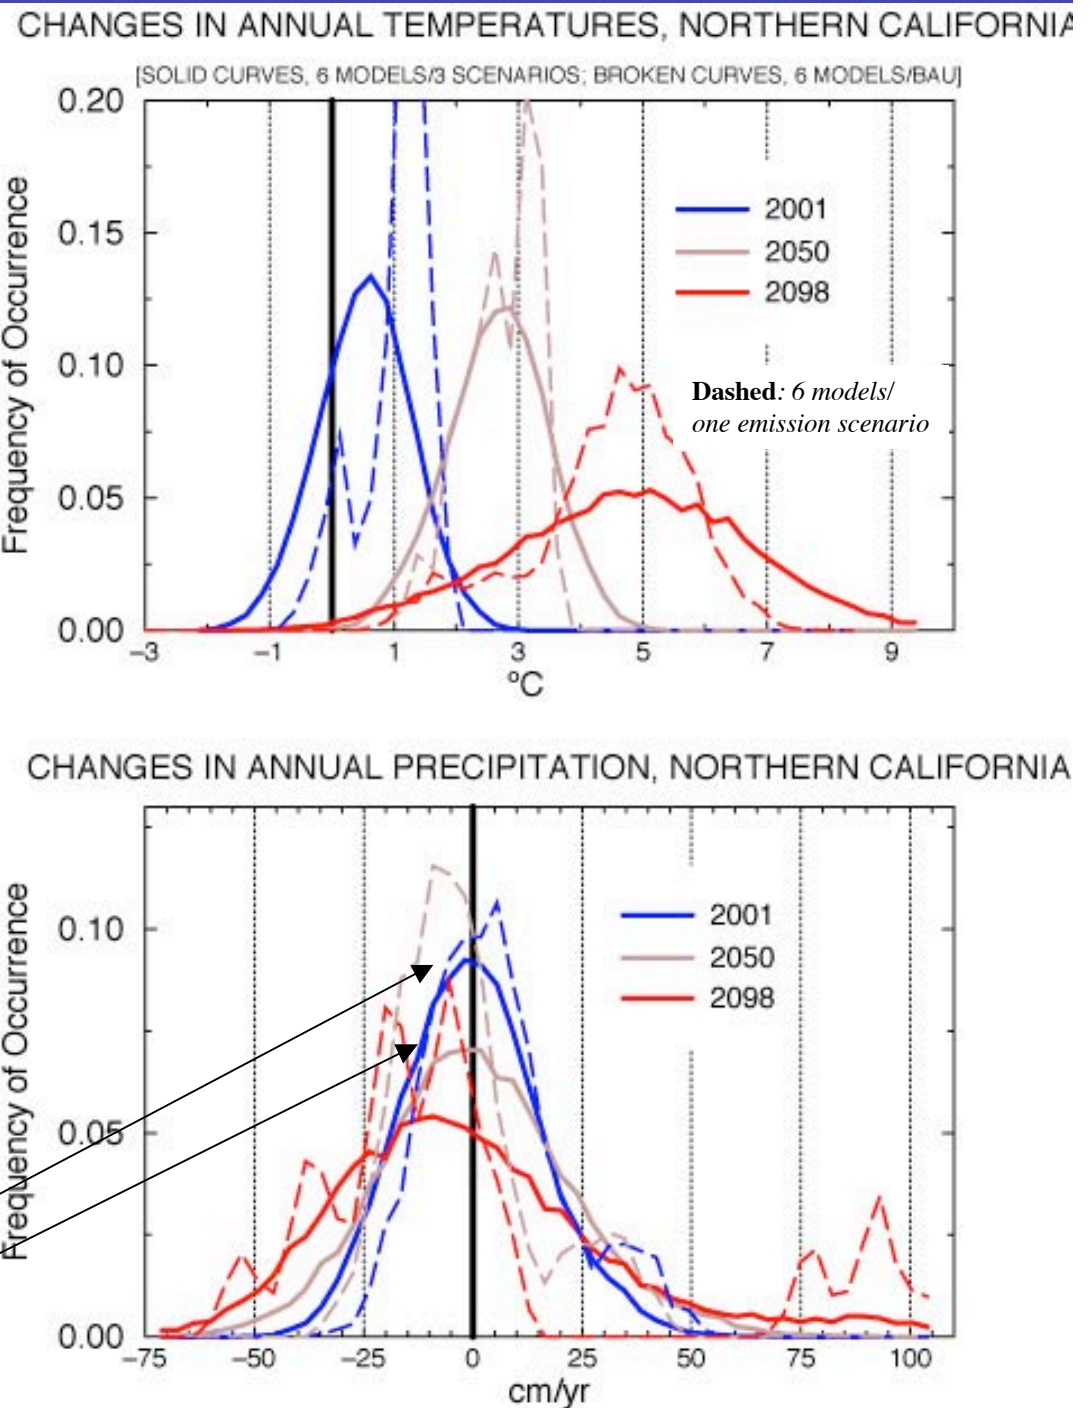 CHANGES IN ANNUAL TEMPERATURES, NORTHERN CALIFORNIA
[SOLID CURVES, 6 MODELS/3 SCENARIOS; BROKEN CURVES, 6 MODELS/BAU]
0.20
0.15
0.10
0.05
0.00
Frequency of Occurrence
2001
2050
2098
Dashed: 6 models/
one emission scenario
−3 −1 1 3 5 7 9
ºC
CHANGES IN ANNUAL PRECIPITATION, NORTHERN CALIFORNIA
0.10
0.05
0.00
Frequency of Occurrence
2001
2050
2098
−75 −50 −25 0 25 50 75 100
cm/yr